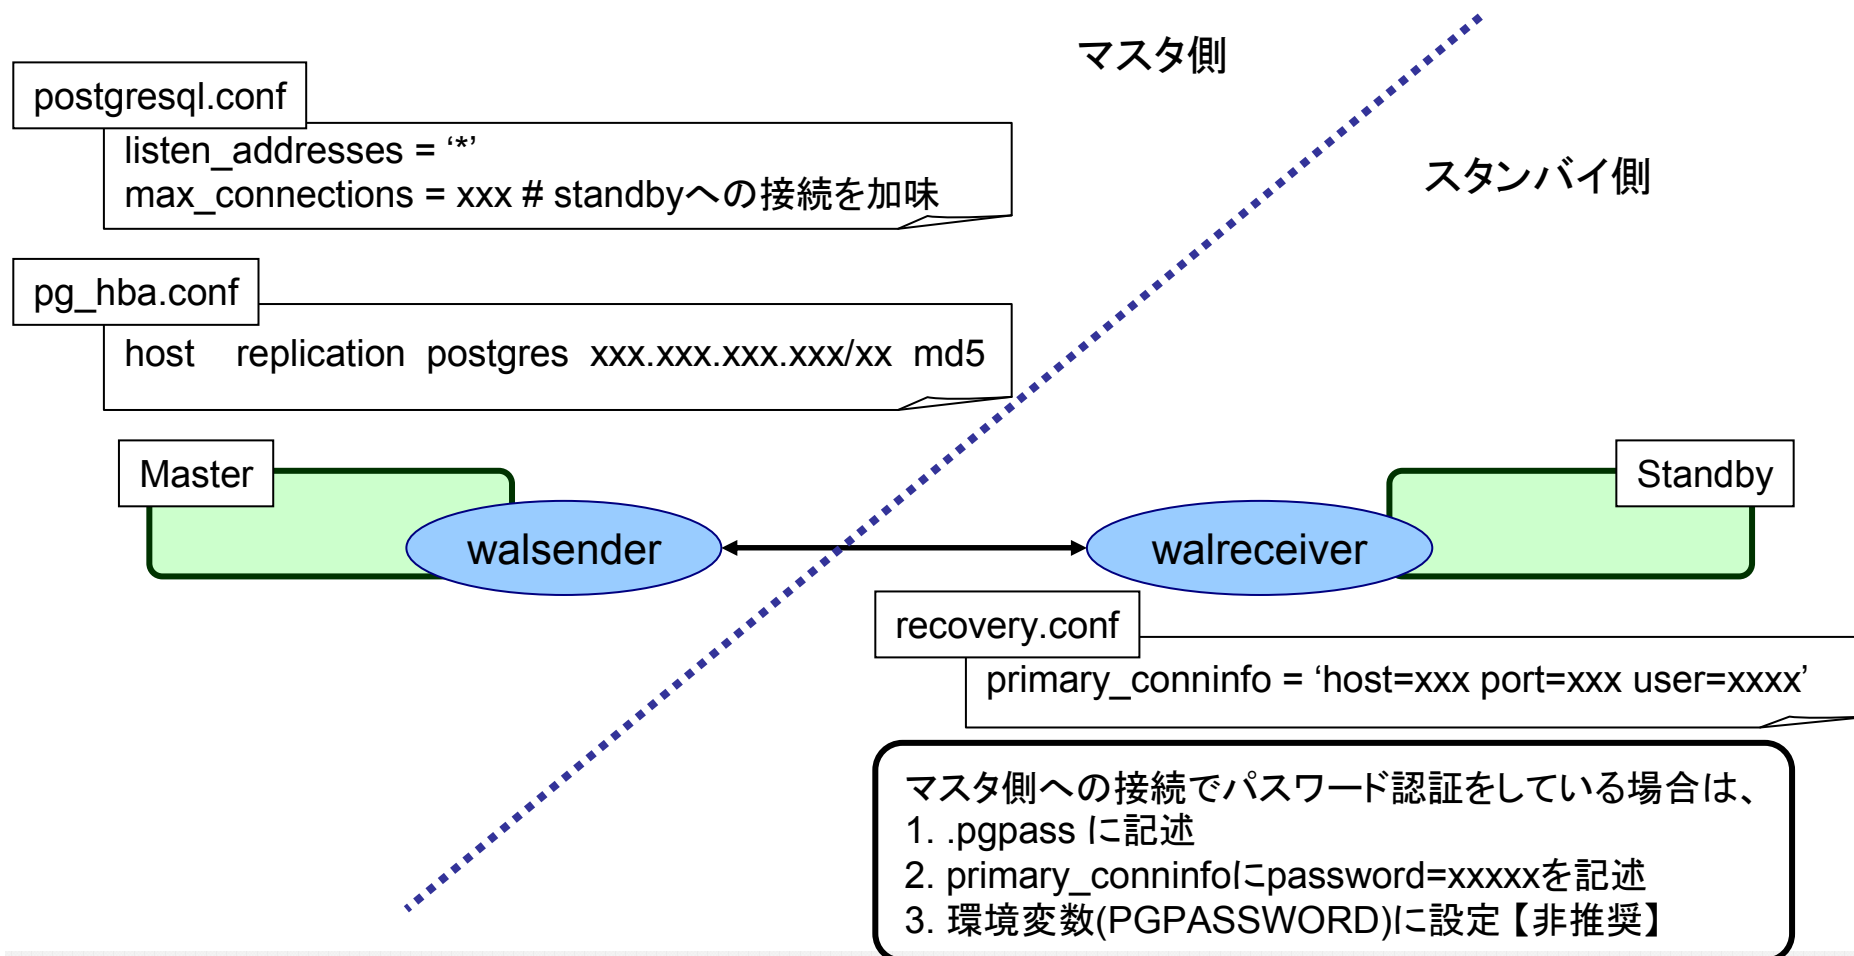 マスタ側
スタンバイ側
postgresql.conf
listen_addresses = ‘*’
max_connections = xxx # standbyへの接続を加味
pg_hba.conf
host replication postgres xxx.xxx.xxx.xxx/xx md5
Master
walsender
Standby
walreceiver
recovery.conf
primary_conninfo = ‘host=xxx port=xxx user=xxxx’
マスタ側への接続でパスワード認証をしている場合は、
1. .pgpass に記述
2. primary_conninfoにpassword=xxxxxを記述
3. 環境変数(PGPASSWORD)に設定【非推奨】